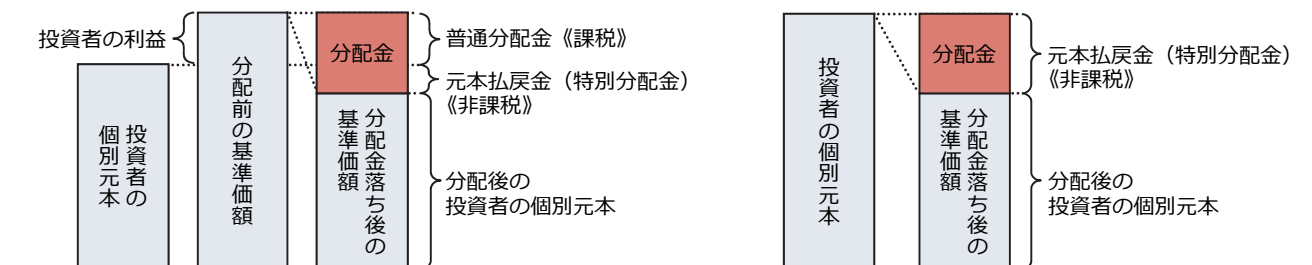 投資者の利益
投資者の
個別元本
分配前の基準価額
分配金
分配金落ち後の
基準価額
普通分配金《課税》
元本払戻金（特別分配金）
《非課税》
分配後の
投資者の個別元本
投資者の個別元本
分配金
分配金落ち後の
基準価額
元本払戻金（特別分配金）
《非課税》
分配後の
投資者の個別元本